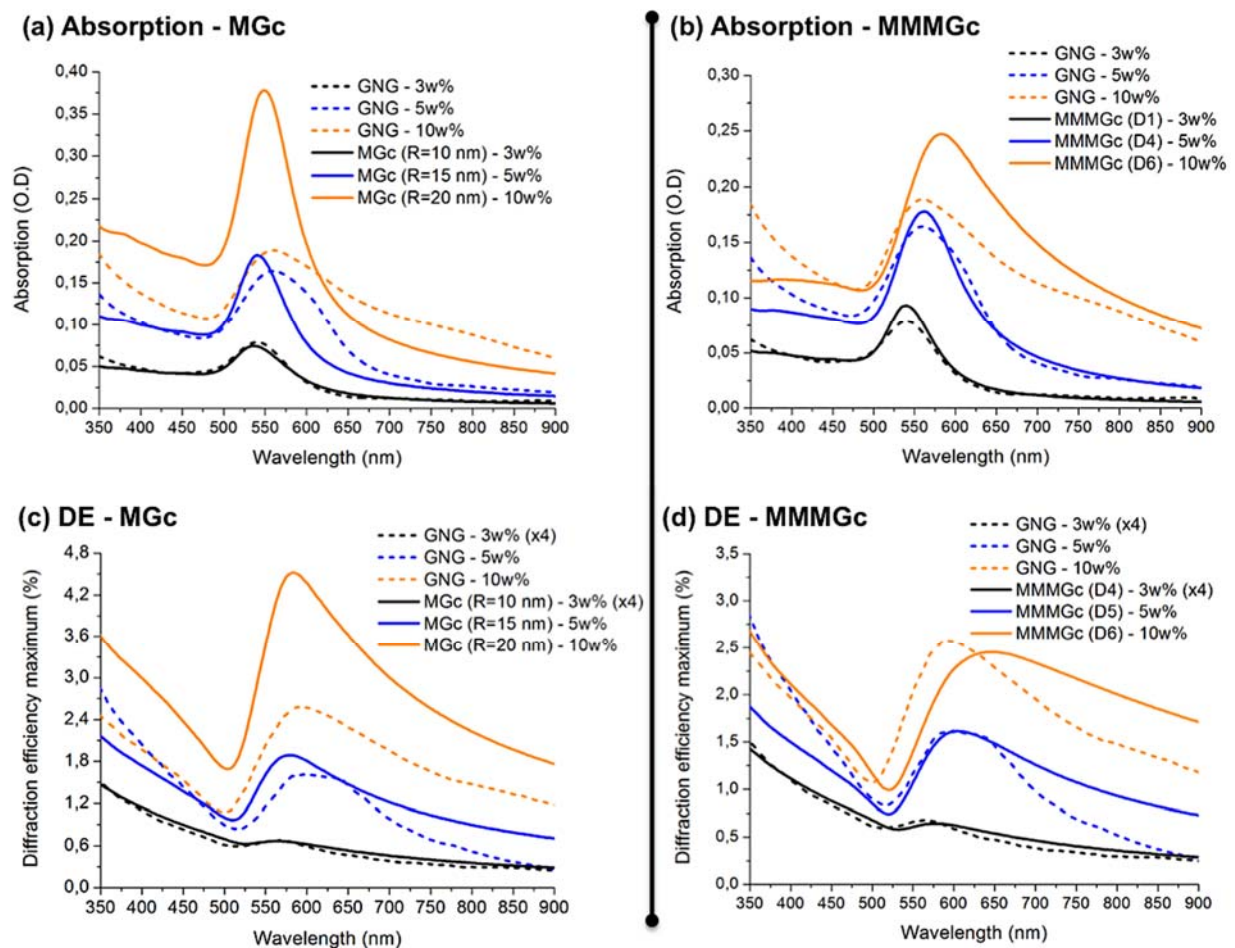 (a) Absorption - MGc
GNG - 3w%
GNG - 5w%
GNG - 10w%
MGc (R=10 nm) - 3w%
MGc (R=15 nm) - 5w%
MGc (R=20 nm) - 10w%
Absorption (O.D)
0,40
0,35
0,30
0,25
0,20
0,15
0,10
0,05
0,00
350 400 450 500 550 600 650 700 750 800 850 900
Wavelength (nm)
(b) Absorption - MMMGc
GNG - 3w%
GNG - 5w%
GNG - 10w%
MMMGc (D1) - 3w%
MMMGc (D4) - 5w%
MMMGc (D6) - 10w%
Absorption (O.D)
0,30
0,25
0,20
0,15
0,10
0,05
0,00
350 400 450 500 550 600 650 700 750 800 850 900
Wavelength (nm)
(c) DE - MGc
GNG - 3w% (x4)
GNG - 5w%
GNG - 10w%
MGc (R=10 nm) - 3w% (x4)
MGc (R=15 nm) - 5w%
MGc (R=20 nm) - 10w%
Diffraction efficiency maximum (%)
4,8
4,2
3,6
3,0
2,4
1,8
1,2
0,6
0,0
350 400 450 500 550 600 650 700 750 800 850 900
Wavelength (nm)
(d) DE - MMMGc
GNG - 3w% (x4)
GNG - 5w%
GNG - 10w%
MMMGc (D4) - 3w% (x4)
MMMGc (D5) - 5w%
MMMGc (D6) - 10w%
Diffraction efficiency maximum (%)
3,5
3,0
2,5
2,0
1,5
1,0
0,5
0,0
350 400 450 500 550 600 650 700 750 800 850 900
Wavelength (nm)